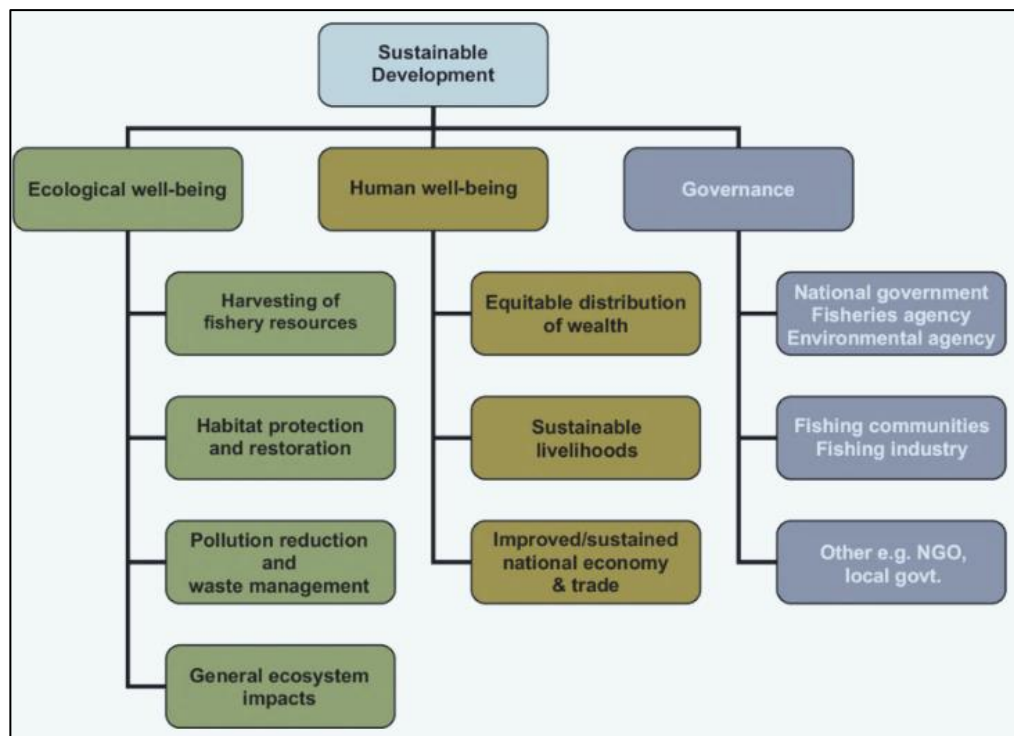 Sustainable
Development
Ecological well-being
Human well-being
Governance
Harvesting of
fishery resources
Equitable distribution
of wealth
National government
Fisheries agency
Environmental agency
Habitat protection
and restoration
Sustainable
livelihoods
Fishing communities
Fishing industry
Pollution reduction
and
waste management
Improved/sustained
national economy
& trade
Other e.g. NGO,
local govt.
General ecosystem
impacts